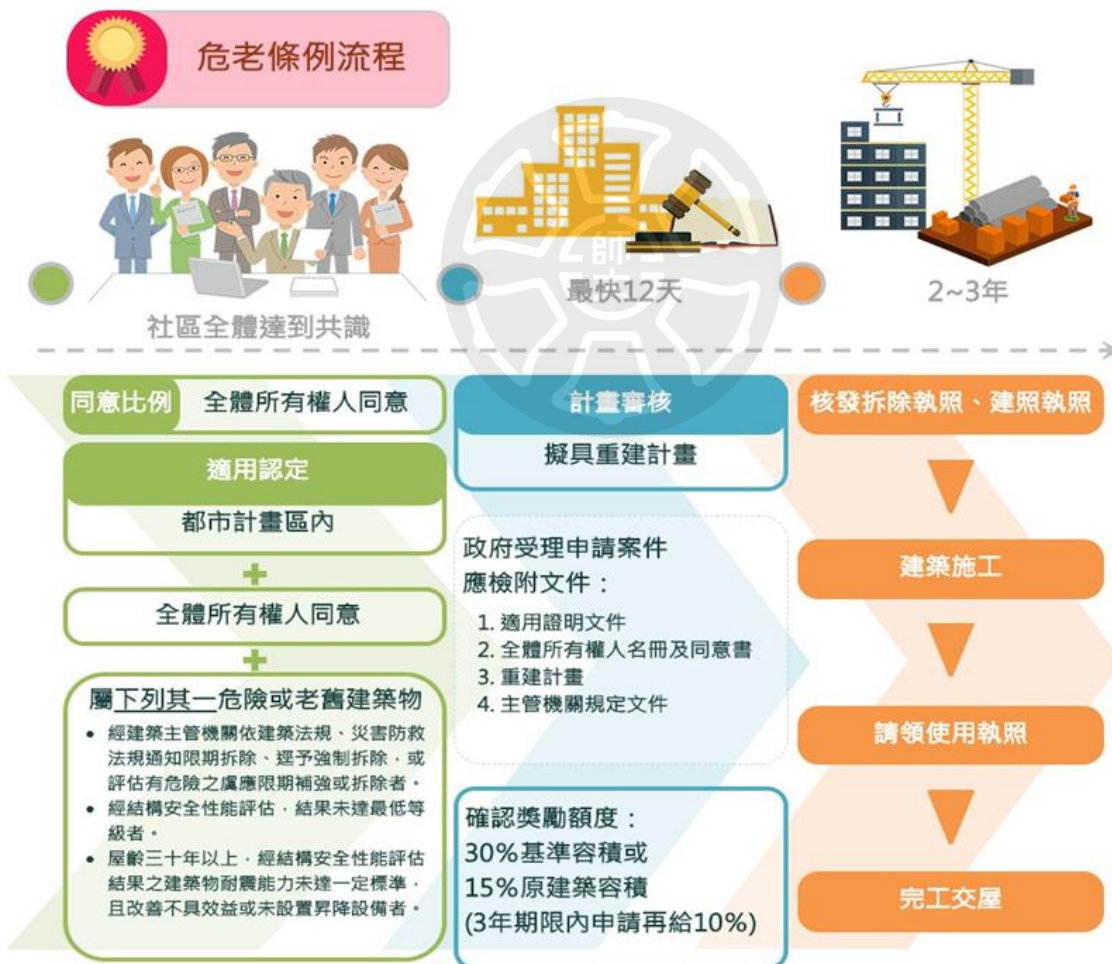 危老條例流程
社區全體達到共識
最快12天
2~3年
同意比例 全體所有權人同意
適用認定
都市計畫區內
+
全體所有權人同意
+
屬下列其一危險或老舊建築物
• 經建築主管機關依建築法規、災害防救
法規通知限期拆除、逕予強制拆除，或
評估有危險之虞應限期補強或拆除者。
• 經結構安全性能評估，結果未達最低等
級者。
• 屋齡三十年以上，經結構安全性能評估
結果之建築物耐震能力未達一定標準，
且改善不具效益或未設置昇降設備者。
計畫審核
擬具重建計畫
政府受理申請案件
應檢附文件：
1. 適用證明文件
2. 全體所有權人名冊及同意書
3. 重建計畫
4. 主管機關規定文件
確認獎勵額度：
30%基準容積或
15%原建築容積
(3年期限內申請再給10%)
核發拆除執照、建照執照
建築施工
請領使用執照
完工交屋
師